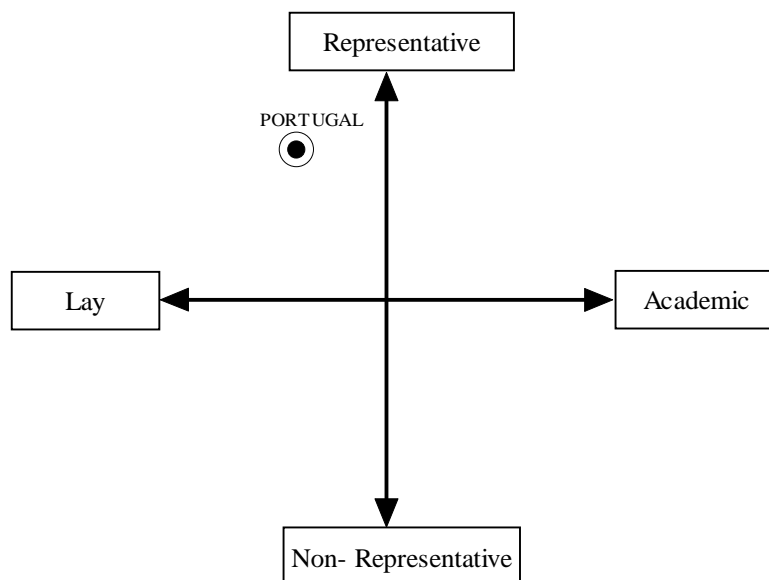 Representative
PORTUGAL
Lay
Academic
Non- Representative